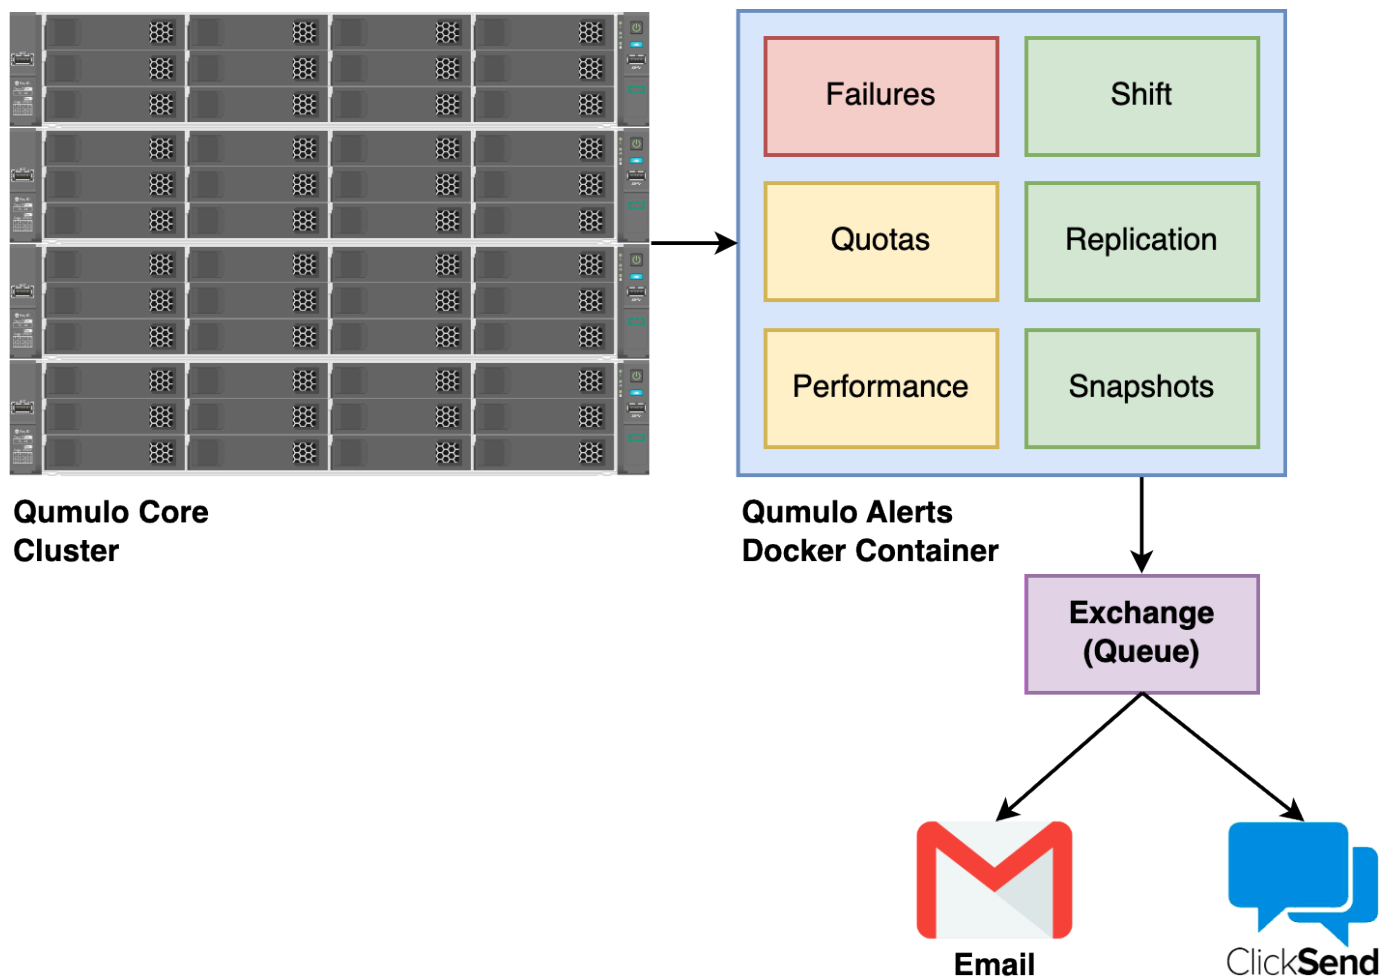 Failures
Shift
Quotas
Replication
Performance
Snapshots
Qumulo Core
Cluster
Qumulo Alerts
Docker Container
Exchange
(Queue)
Email
ClickSend